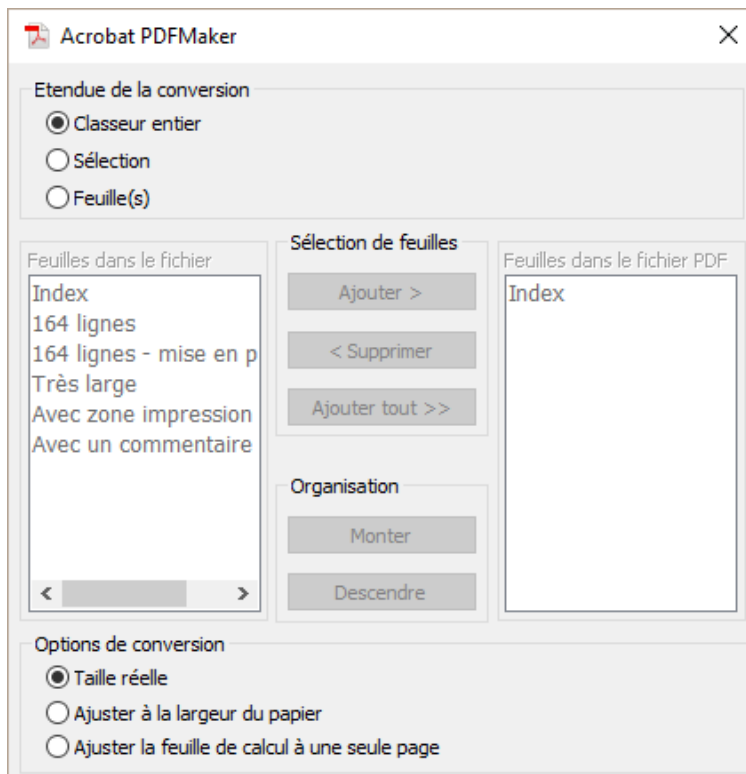 Acrobat PDFMaker
Etendue de la conversion
Classeur entier
Sélection
Feuille(s)
Feuilles dans le fichier
Index
164 lignes
164 lignes - mise en p
Très large
Avec zone impression
Avec un commentaire
Sélection de feuilles
Ajouter >
< Supprimer
Ajouter tout >>
Organisation
Monter
Descendre
Feuilles dans le fichier PDF
Index
Options de conversion
Taille réelle
Ajuster à la largeur du papier
Ajuster la feuille de calcul à une seule page